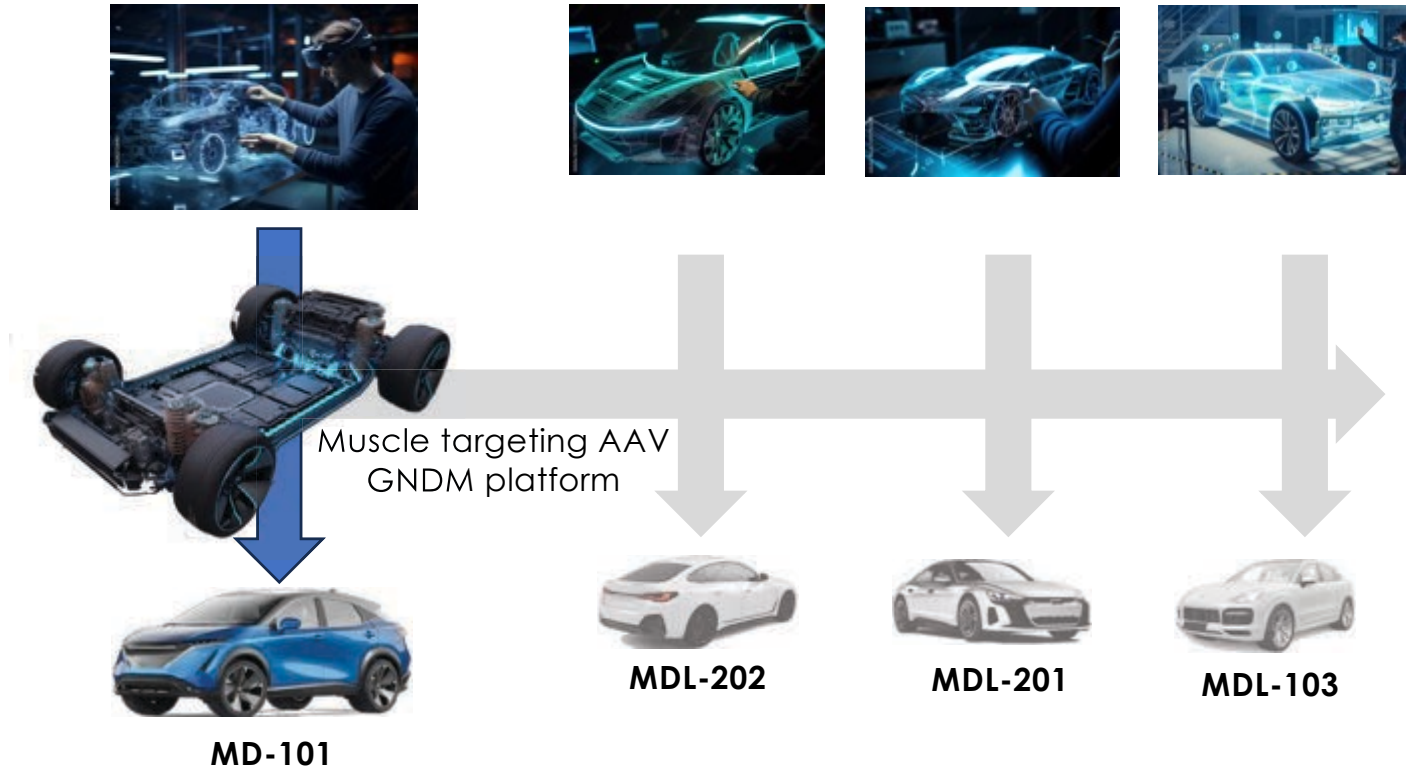 Muscle targeting AAV
GNDM platform
MDL-202
MDL-201
MDL-103
MD-101